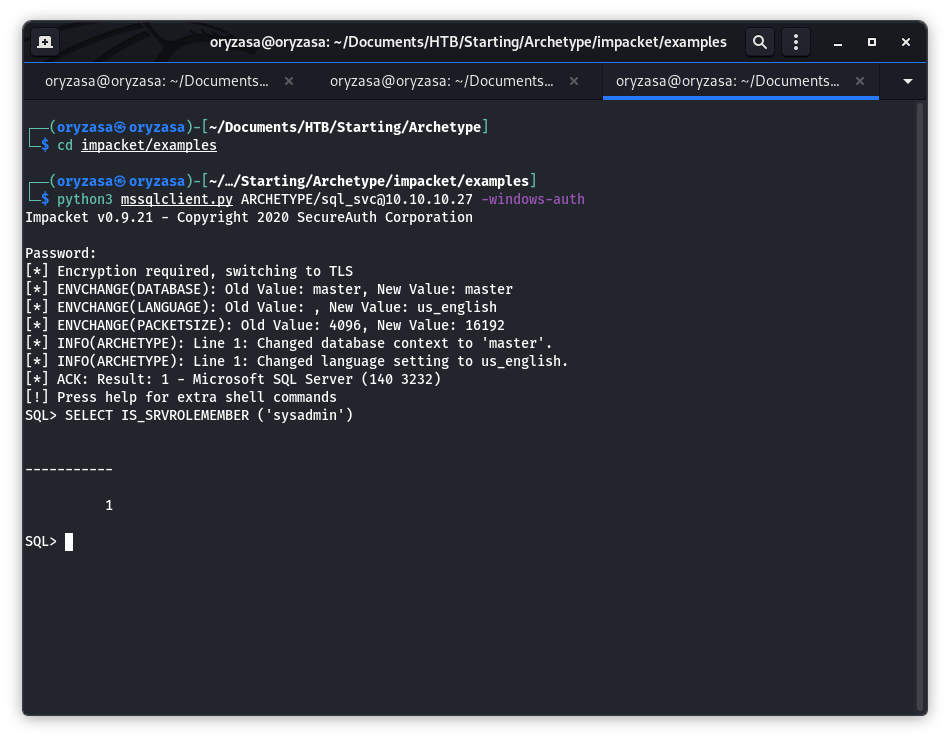 oryzasa@oryzasa: ~/Documents/HTB/Starting/Archetype/impacket/examples
oryzasa@oryzasa: ~/Documents... × oryzasa@oryzasa: ~/Documents... × oryzasa@oryzasa: ~/Documents... ×
┌──(oryzasa㉿oryzasa)-[~/Documents/HTB/Starting/Archetype]
└─$ cd impacket/examples
┌──(oryzasa㉿oryzasa)-[~/…/Starting/Archetype/impacket/examples]
└─$ python3 mssqlclient.py ARCHETYPE/sql_svc@10.10.10.27 -windows-auth
Impacket v0.9.21 - Copyright 2020 SecureAuth Corporation
Password:
[*] Encryption required, switching to TLS
[*] ENVCHANGE(DATABASE): Old Value: master, New Value: master
[*] ENVCHANGE(LANGUAGE): Old Value: , New Value: us_english
[*] ENVCHANGE(PACKETSIZE): Old Value: 4096, New Value: 16192
[*] INFO(ARCHETYPE): Line 1: Changed database context to 'master'.
[*] INFO(ARCHETYPE): Line 1: Changed language setting to us_english.
[*] ACK: Result: 1 - Microsoft SQL Server (140 3232)
[!] Press help for extra shell commands
SQL> SELECT IS_SRVROLEMEMBER ('sysadmin')
-----------
1
SQL>